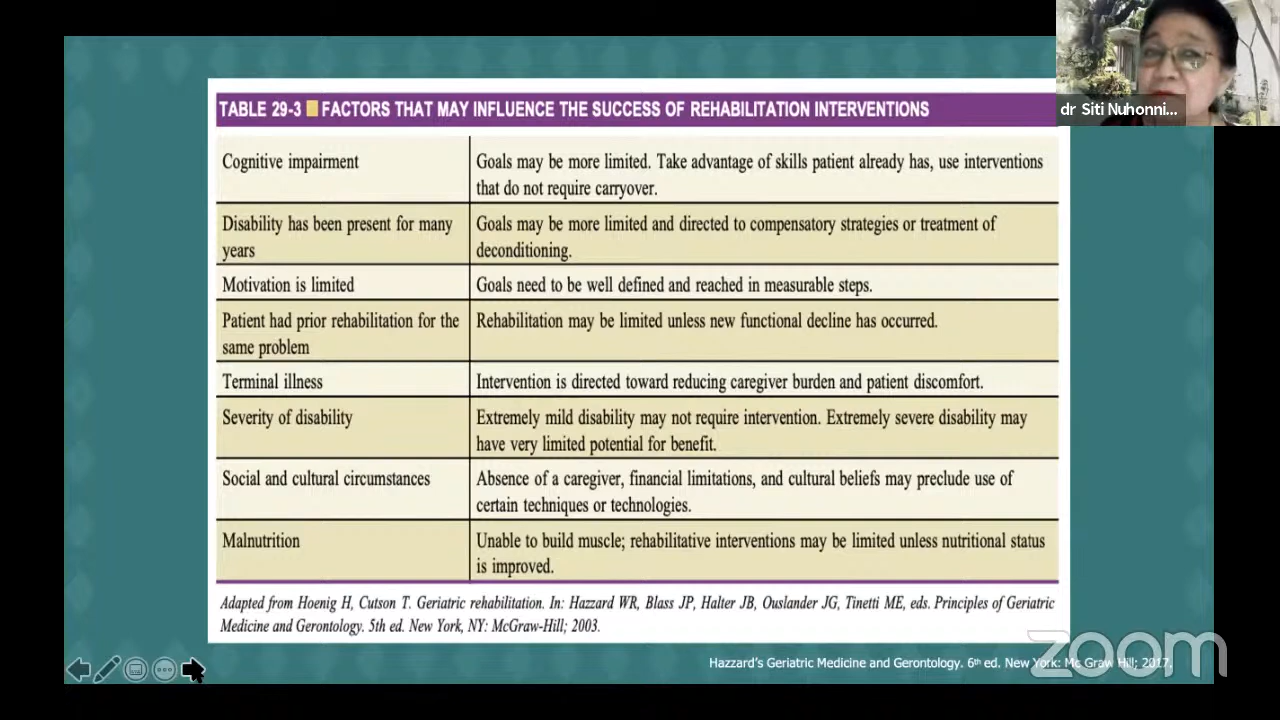 TABLE 29-3 FACTORS THAT MAY INFLUENCE THE SUCCESS OF REHABILITATION INTERVENTIONS
dr Siti Nuhonni...
Cognitive impairment
Goals may be more limited. Take advantage of skills patient already has, use interventions
that do not require carryover.
Disability has been present for many
years
Goals may be more limited and directed to compensatory strategies or treatment of
deconditioning.
Motivation is limited
Goals need to be well defined and reached in measurable steps.
Patient had prior rehabilitation for the
same problem
Rehabilitation may be limited unless new functional decline has occurred.
Terminal illness
Intervention is directed toward reducing caregiver burden and patient discomfort.
Severity of disability
Extremely mild disability may not require intervention. Extremely severe disability may
have very limited potential for benefit.
Social and cultural circumstances
Absence of a caregiver, financial limitations, and cultural beliefs may preclude use of
certain techniques or technologies.
Malnutrition
Unable to build muscle; rehabilitative interventions may be limited unless nutritional status
is improved.
Adapted from Hoenig H, Cutson T. Geriatric rehabilitation. In: Hazzard WR, Blass JP, Halter JB, Ouslander JG, Tinetti ME, eds. Principles of Geriatric
Medicine and Gerontology. 5th ed. New York, NY: McGraw-Hill; 2003.
Hazzard's Geriatric Medicine and Gerontology. 6th ed. New York: Mc Graw Hill; 2017.
zoom